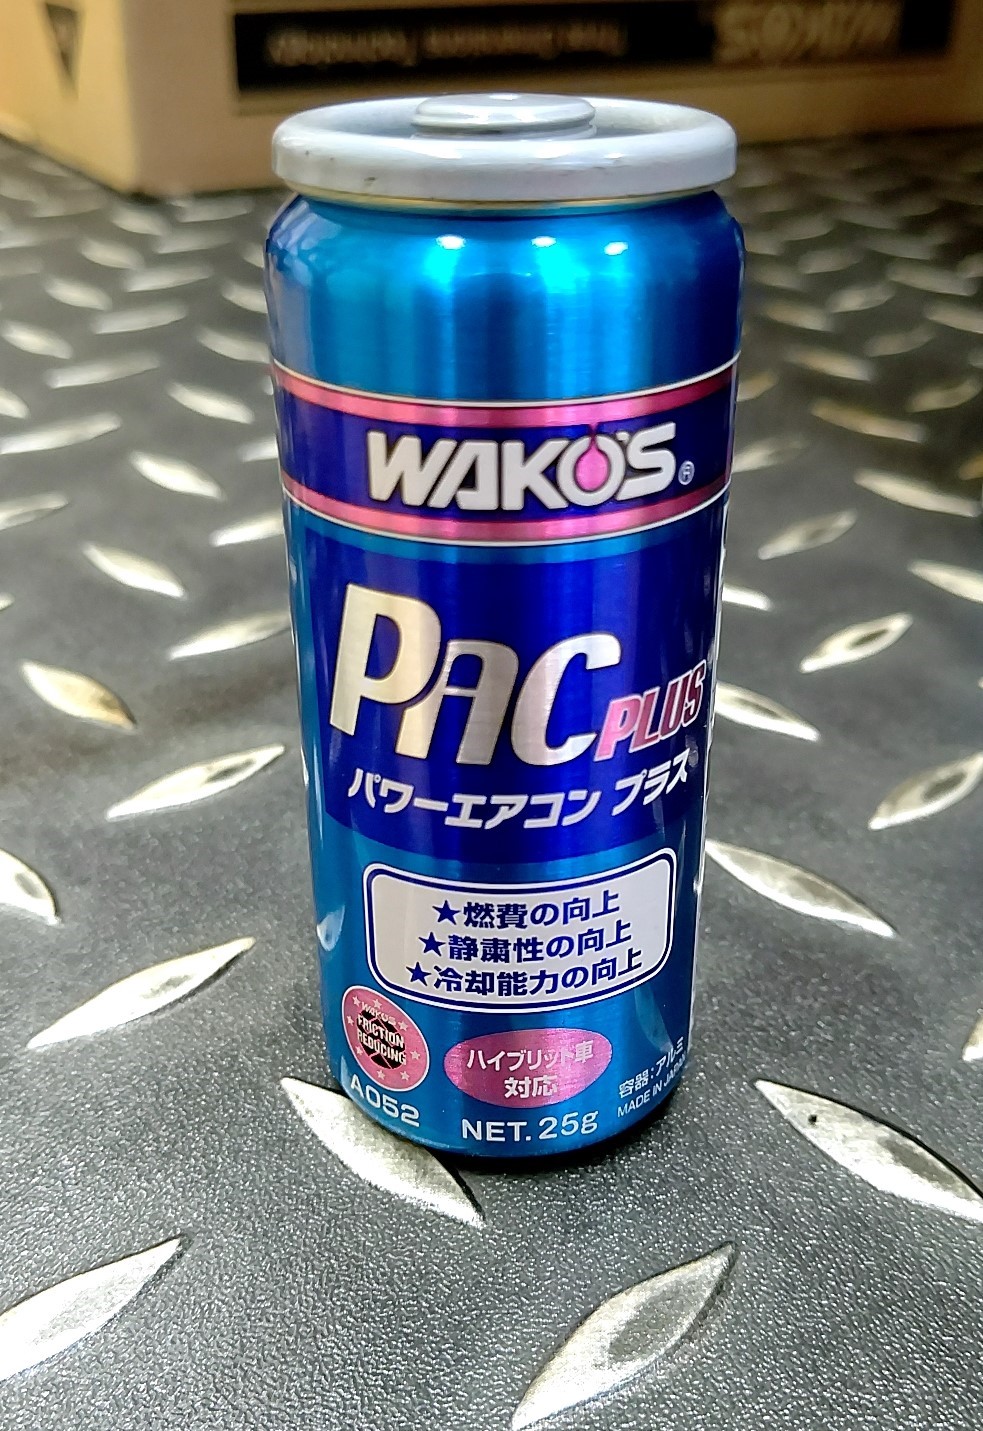 WAKO'S®
PAC PLUS
パワーエアコン プラス
★燃費の向上
★静粛性の向上
★冷却能力の向上
WAKO'S
FRICTION
REDUCING
ハイブリット車
対応
容器:アルミ
MADE IN JAPAN
A052
NET. 25g